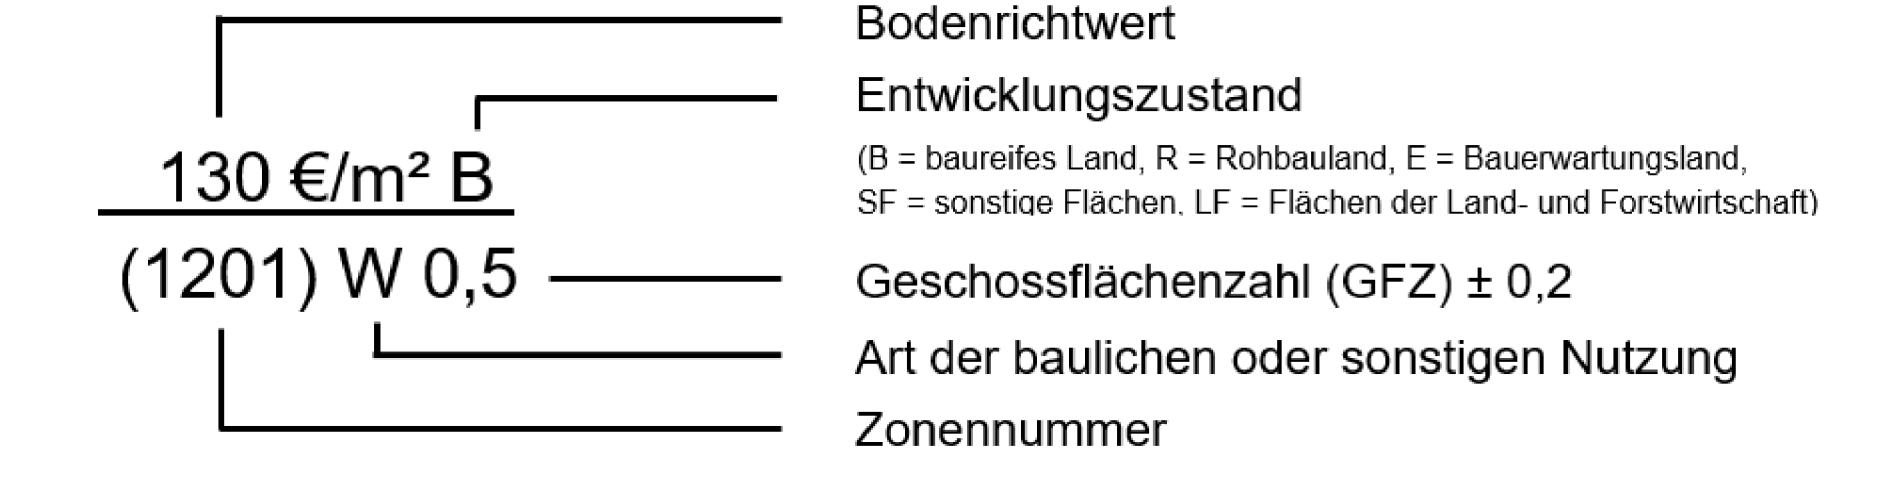 Bodenrichtwert
Entwicklungszustand
(B = baureifes Land, R = Rohbauland, E = Bauerwartungsland,
SF = sonstige Flächen, LF = Flächen der Land- und Forstwirtschaft)
130 €/m² B
(1201) W 0,5
Geschossflächenzahl (GFZ) ± 0,2
Art der baulichen oder sonstigen Nutzung
Zonennummer